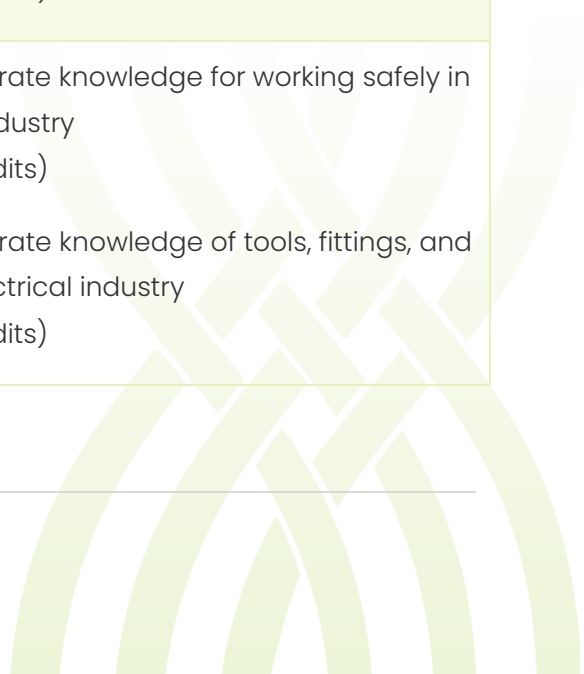 rate knowledge for working safely in
dustry
dits)
rate knowledge of tools, fittings, and
ctrical industry
dits)